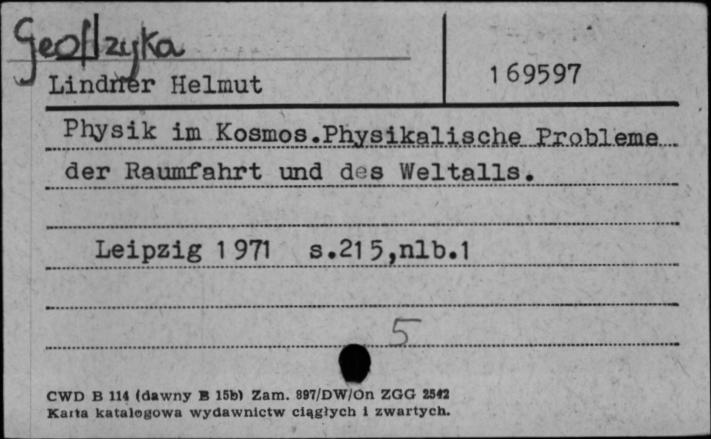 Geofizyka
Lindner Helmut
169597
Physik im Kosmos.Physikalische Probleme
der Raumfahrt und des Weltalls.
Leipzig 1971 s.215,nlb.1
5
CWD B 114 (dawny B 15b) Zam. 897/DW/On ZGG 2542
Karta katalogowa wydawnictw ciągłych i zwartych.